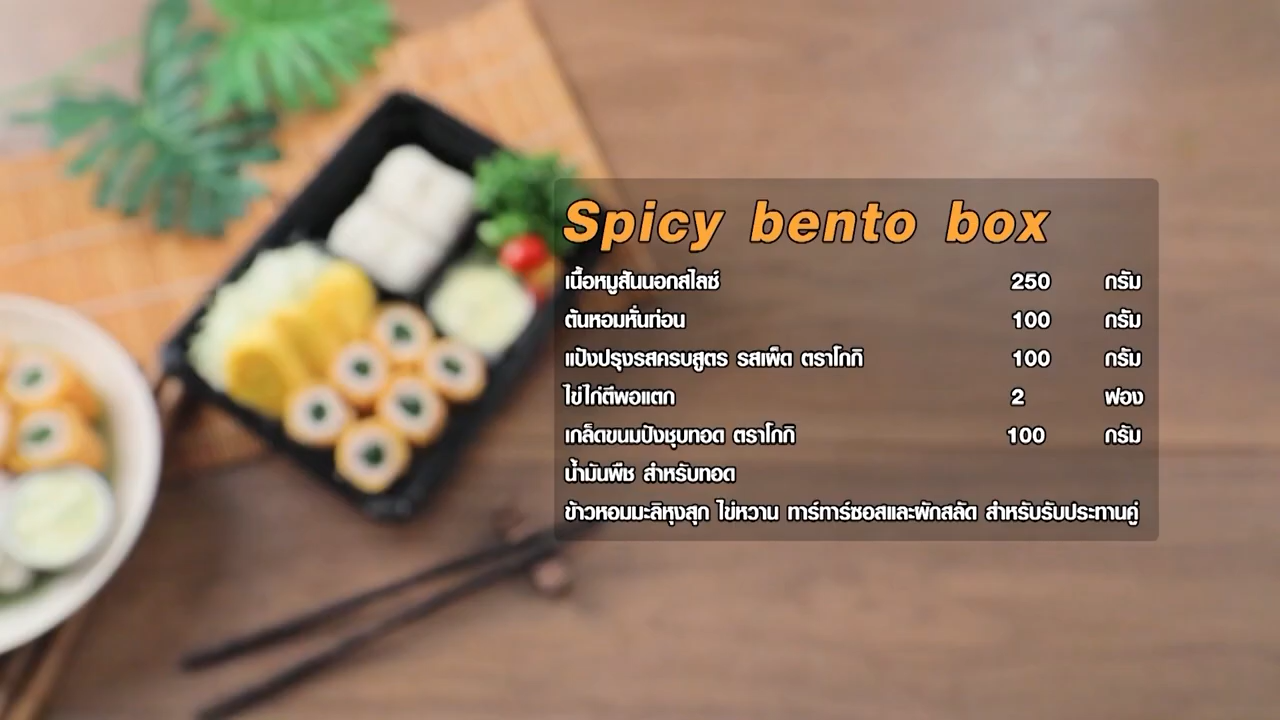 Spicy bento box
เนื้อหมูสันนอกสไลซ์ 250 กรัม
ต้นหอมหั่นท่อน 100 กรัม
แป้งปรุงรสครบสูตร รสเผ็ด ตราโกกิ 100 กรัม
ไข่ไก่ตีพอแตก 2 ฟอง
เกล็ดขนมปังชุบทอด ตราโกกิ 100 กรัม
น้ำมันพืช สำหรับทอด
ข้าวหอมมะลิหุงสุก ไข่หวาน ทาร์ทาร์ซอสและผักสลัด สำหรับรับประทานคู่